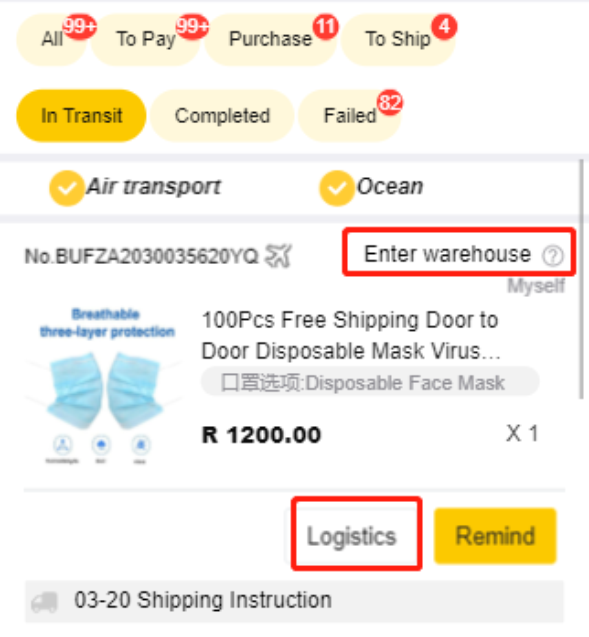 All 99+ To Pay 99+ Purchase 11 To Ship 4
In Transit Completed Failed 82
Air transport Ocean
No.BUFZA2030035620YQ Enter warehouse ?
Myself
Breathable
three-layer protection
100Pcs Free Shipping Door to
Door Disposable Mask Virus...
口罩选项:Disposable Face Mask
R 1200.00 X 1
Logistics Remind
03-20 Shipping Instruction